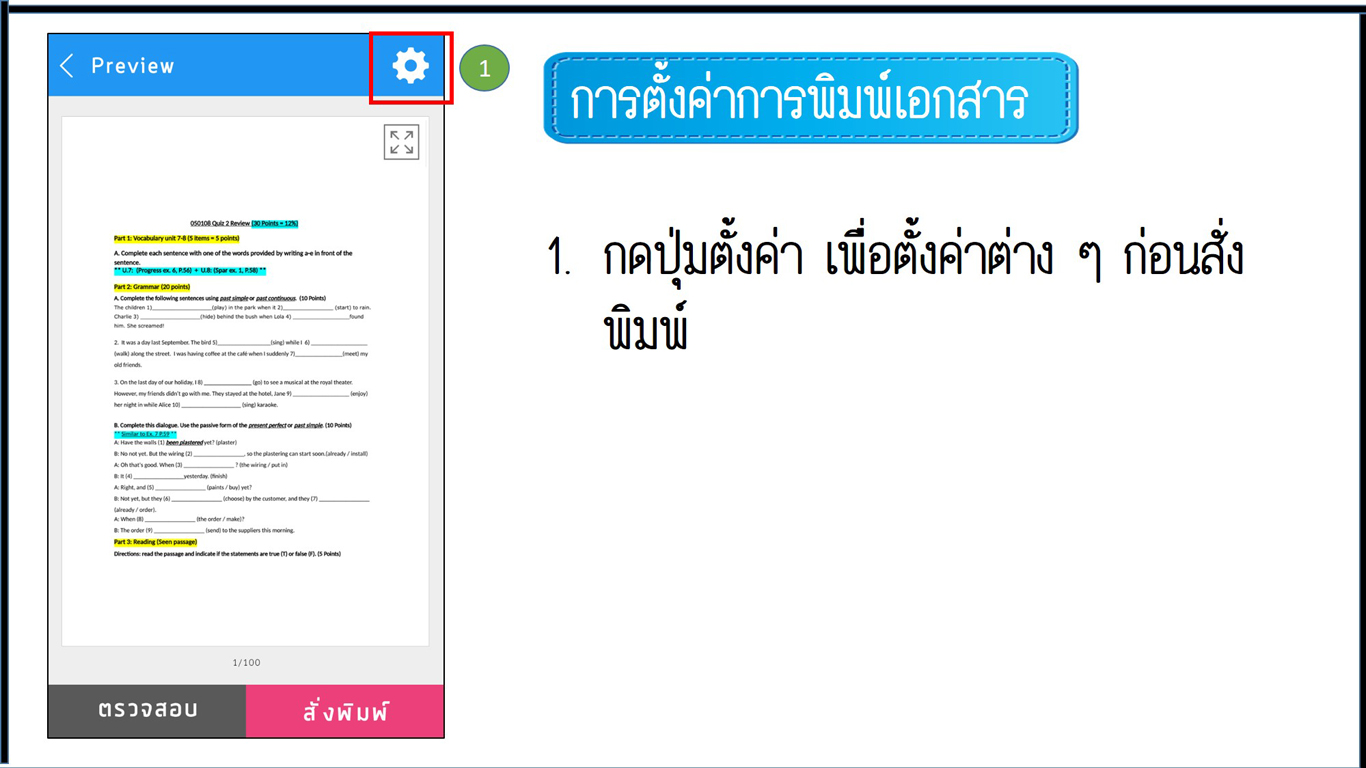 Preview
1
การตั้งค่าการพิมพ์เอกสาร
1. กดปุ่มตั้งค่า เพื่อตั้งค่าต่าง ๆ ก่อนสั่ง
พิมพ์
050108 Quiz 2 Review (30 Points = 12%)
Part 1: Vocabulary unit 7-8 (5 items = 5 points)
A. Complete each sentence with one of the words provided by writing a-e in front of the
sentence.
** U.7: (Progress ex. 6, P.56) + U.8: (Spar ex. 1, P.58) **
Part 2: Grammar (20 points)
A. Complete the following sentences using past simple or past continuous. (10 Points)
The children 1)____________________(play) in the park when it 2)_________________ (start) to rain.
Charlie 3) ____________________(hide) behind the bush when Lola 4) ___________________found
him. She screamed!
2. It was a day last September. The bird 5)__________________(sing) while I 6) ___________________
(walk) along the street. I was having coffee at the café when I suddenly 7)________________(meet) my
old friends.
3. On the last day of our holiday, I 8) ________________ (go) to see a musical at the royal theater.
However, my friends didn't go with me. They stayed at the hotel, Jane 9) ___________________ (enjoy)
her night in while Alice 10) ____________________ (sing) karaoke.
B. Complete this dialogue. Use the passive form of the present perfect or past simple. (10 Points)
** Similar to Ex. 7 P.59 **
A: Have the walls (1) been plastered yet? (plaster)
B: No not yet. But the wiring (2) _________________, so the plastering can start soon.(already / install)
A: Oh that's good. When (3) _________________ ? (the wiring / put in)
B: It (4) _________________yesterday. (finish)
A: Right, and (5) _________________ (paints / buy) yet?
B: Not yet, but they (6) _________________ (choose) by the customer, and they (7) _________________
(already / order).
A: When (8) _________________ (the order / make)?
B: The order (9) _________________ (send) to the suppliers this morning.
Part 3: Reading (Seen passage)
Directions: read the passage and indicate if the statements are true (T) or false (F). (5 Points)
1/100
ตรวจสอบ
สั่งพิมพ์